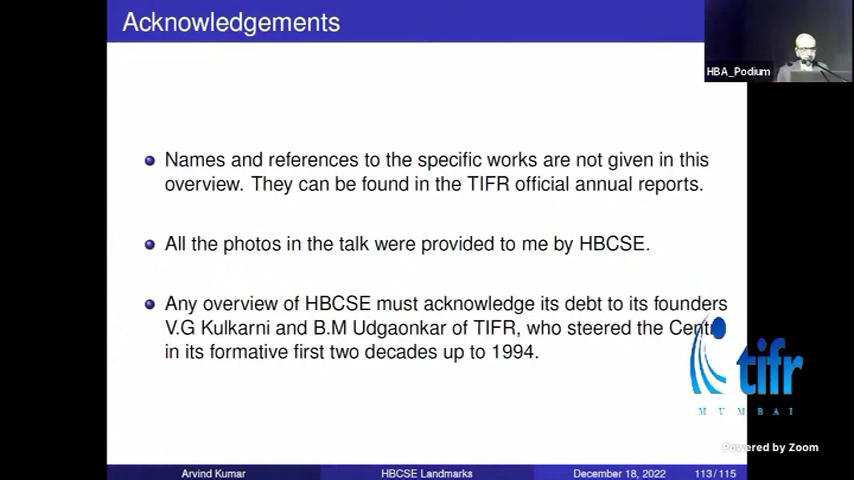 Acknowledgements
HBA_Podium
Names and references to the specific works are not given in this
overview. They can be found in the TIFR official annual reports.
All the photos in the talk were provided to me by HBCSE.
Any overview of HBCSE must acknowledge its debt to its founders
V.G Kulkarni and B.M Udgaonkar of TIFR, who steered the Centr
in its formative first two decades up to 1994.
tifr
MUMBAI
Powered by Zoom
Arvind Kumar HBCSE Landmarks December 18, 2022 113 / 115